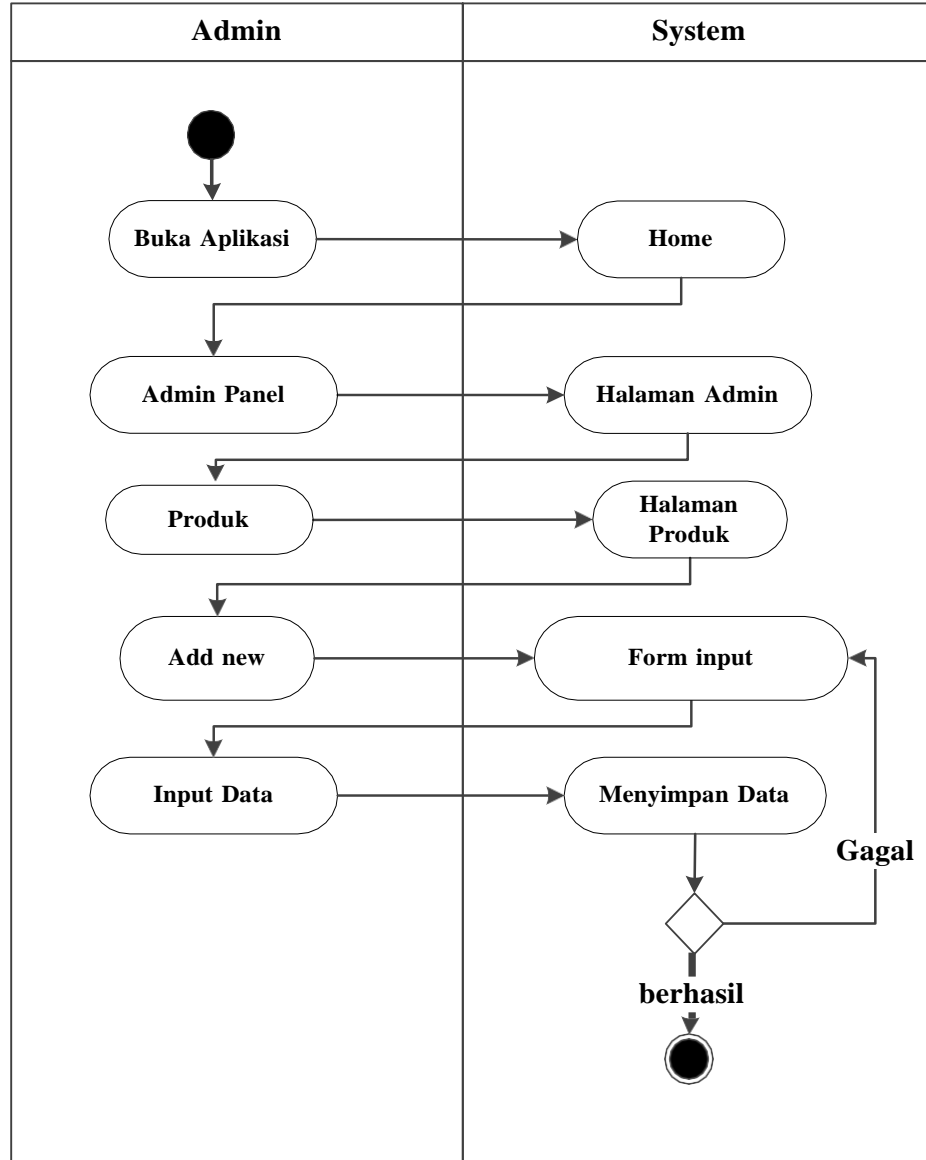 Admin
System
Buka Aplikasi
Home
Admin Panel
Halaman Admin
Produk
Halaman
Produk
Add new
Form input
Input Data
Menyimpan Data
Gagal
berhasil